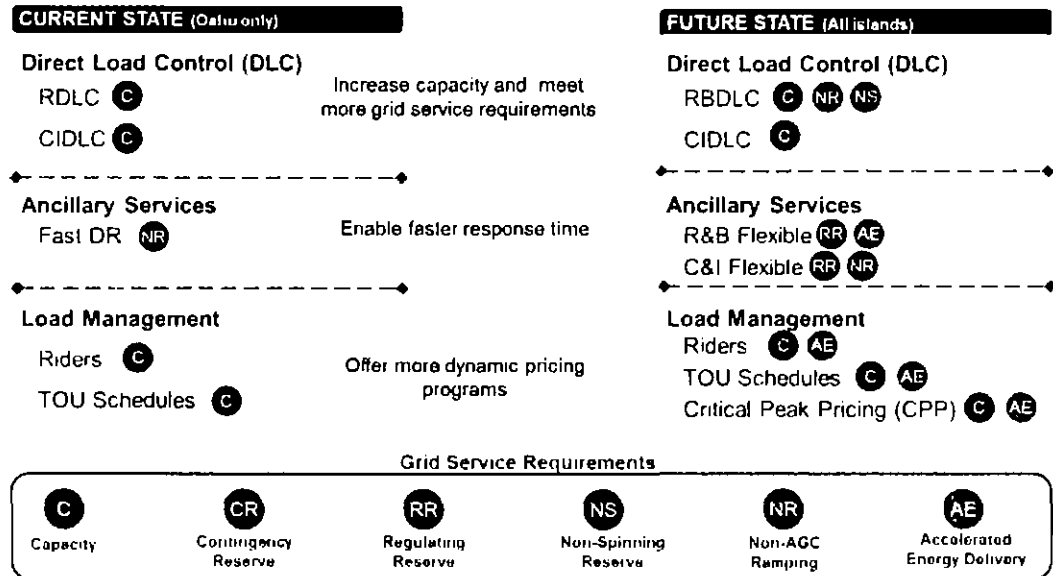 CURRENT STATE (Oahu only)
Direct Load Control (DLC)
RDLC C
CIDLC C
Increase capacity and meet
more grid service requirements
FUTURE STATE (All islands)
Direct Load Control (DLC)
RBDLC C NR NS
CIDLC C
Ancillary Services
Fast DR NR
Enable faster response time
Ancillary Services
R&B Flexible RR AE
C&I Flexible RR NR
Load Management
Riders C
TOU Schedules C
Offer more dynamic pricing
programs
Load Management
Riders C AE
TOU Schedules C AE
Critical Peak Pricing (CPP) C AE
Grid Service Requirements
C
Capacity
CR
Contingency
Reserve
RR
Regulating
Reserve
NS
Non-Spinning
Reserve
NR
Non-AGC
Ramping
AE
Accelerated
Energy Delivery